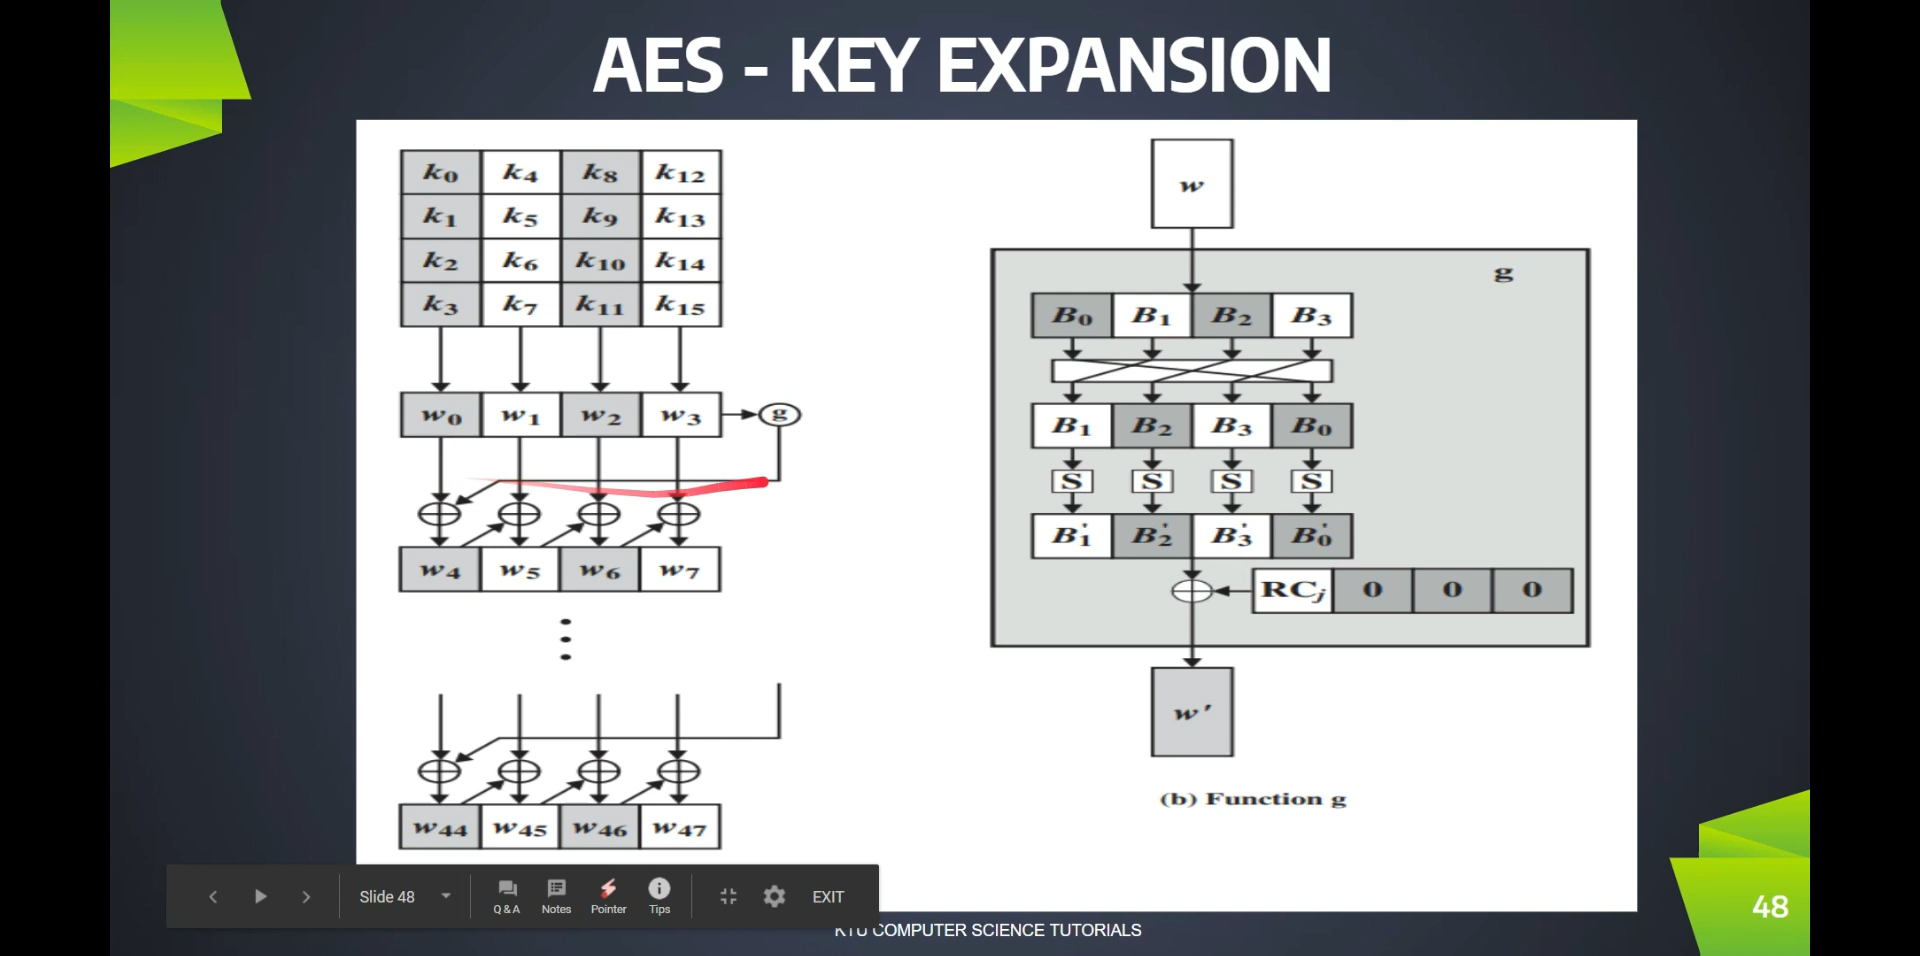 AES - KEY EXPANSION
k0 k4 k8 k12
k1 k5 k9 k13
k2 k6 k10 k14
k3 k7 k11 k15
w0 w1 w2 w3 g
w4 w5 w6 w7
w44 w45 w46 w47
w
g
B0 B1 B2 B3
B1 B2 B3 B0
S S S S
B'1 B'2 B'3 B'0
RCj 0 0 0
w'
(b) Function g
Slide 48
Q & A Notes Pointer Tips
EXIT
48
KTU COMPUTER SCIENCE TUTORIALS